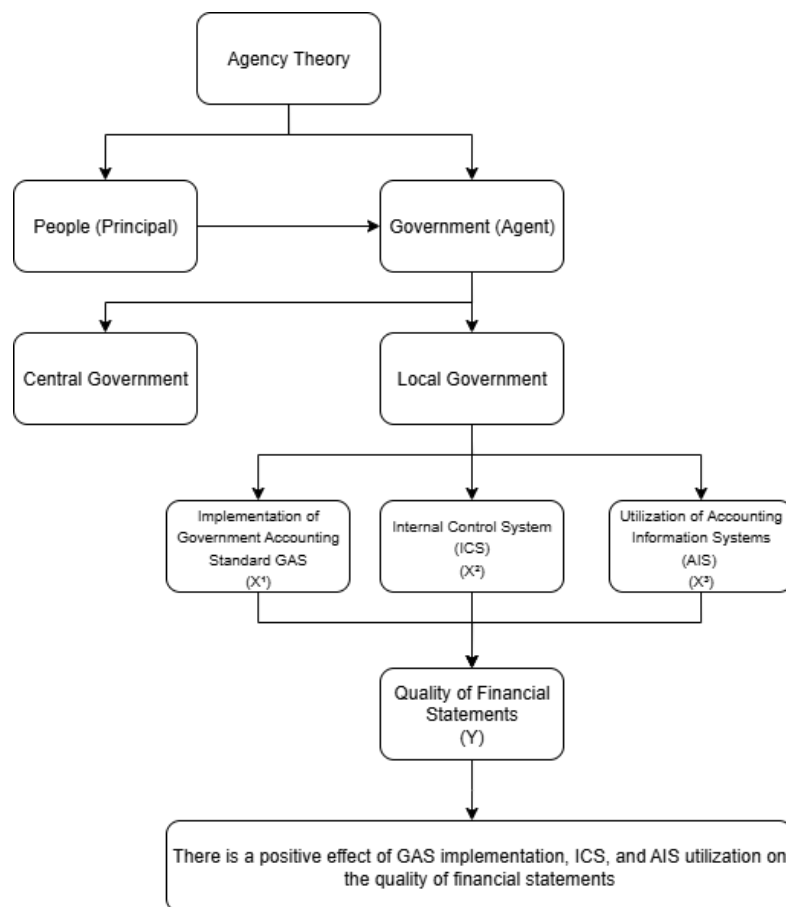 Agency Theory
People (Principal)
Government (Agent)
Central Government
Local Government
Implementation of
Government Accounting
Standard GAS
(X¹)
Internal Control System
(ICS)
(X²)
Utilization of Accounting
Information Systems
(AIS)
(X³)
Quality of Financial
Statements
(Y)
There is a positive effect of GAS implementation, ICS, and AIS utilization on
the quality of financial statements